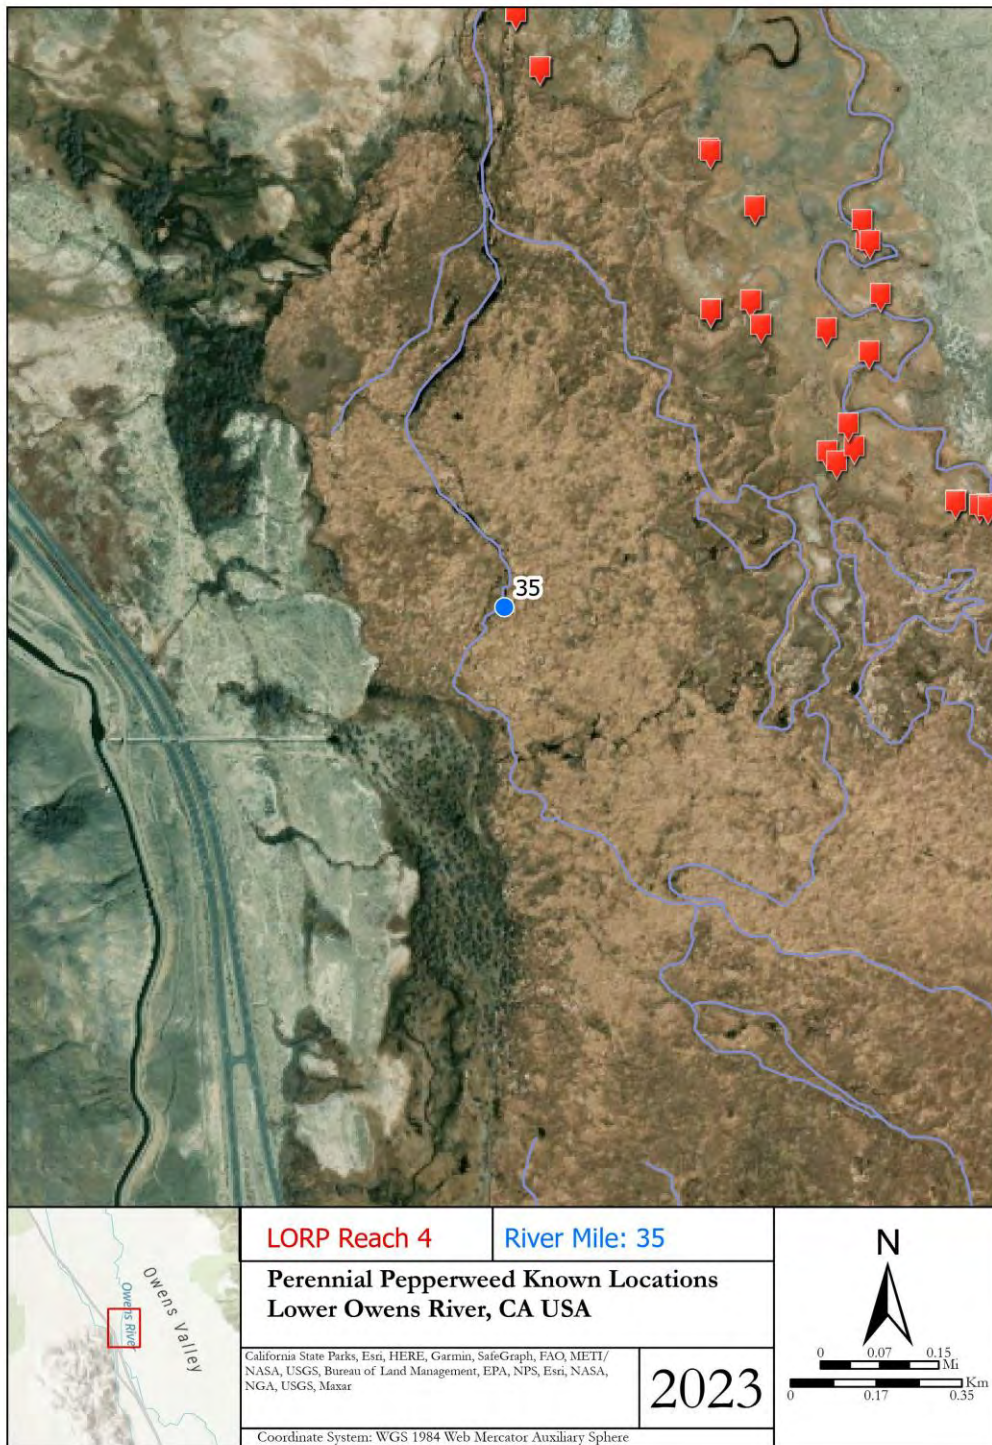 35
LORP Reach 4
River Mile: 35
Perennial Pepperweed Known Locations
Lower Owens River, CA USA
California State Parks, Esri, HERE, Garmin, SafeGraph, FAO, METI/
NASA, USGS, Bureau of Land Management, EPA, NPS, Esri, NASA,
NGA, USGS, Maxar
2023
Coordinate System: WGS 1984 Web Mercator Auxiliary Sphere
Owens Valley
Owens River
N
0 0.07 0.15
Mi
Km
0 0.17 0.35